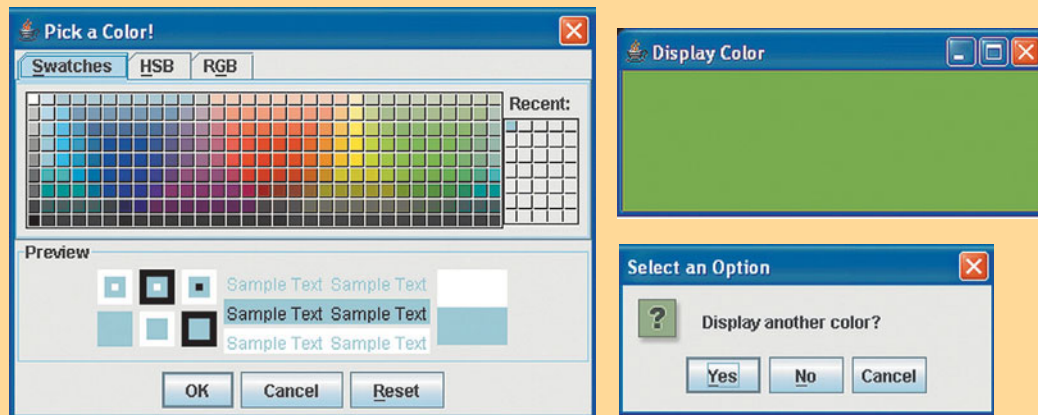 Pick a Color!
Swatches HSB RGB
Recent:
Preview
Sample Text Sample Text
Sample Text Sample Text
Sample Text Sample Text
OK Cancel Reset
Display Color
Select an Option
? Display another color?
Yes No Cancel